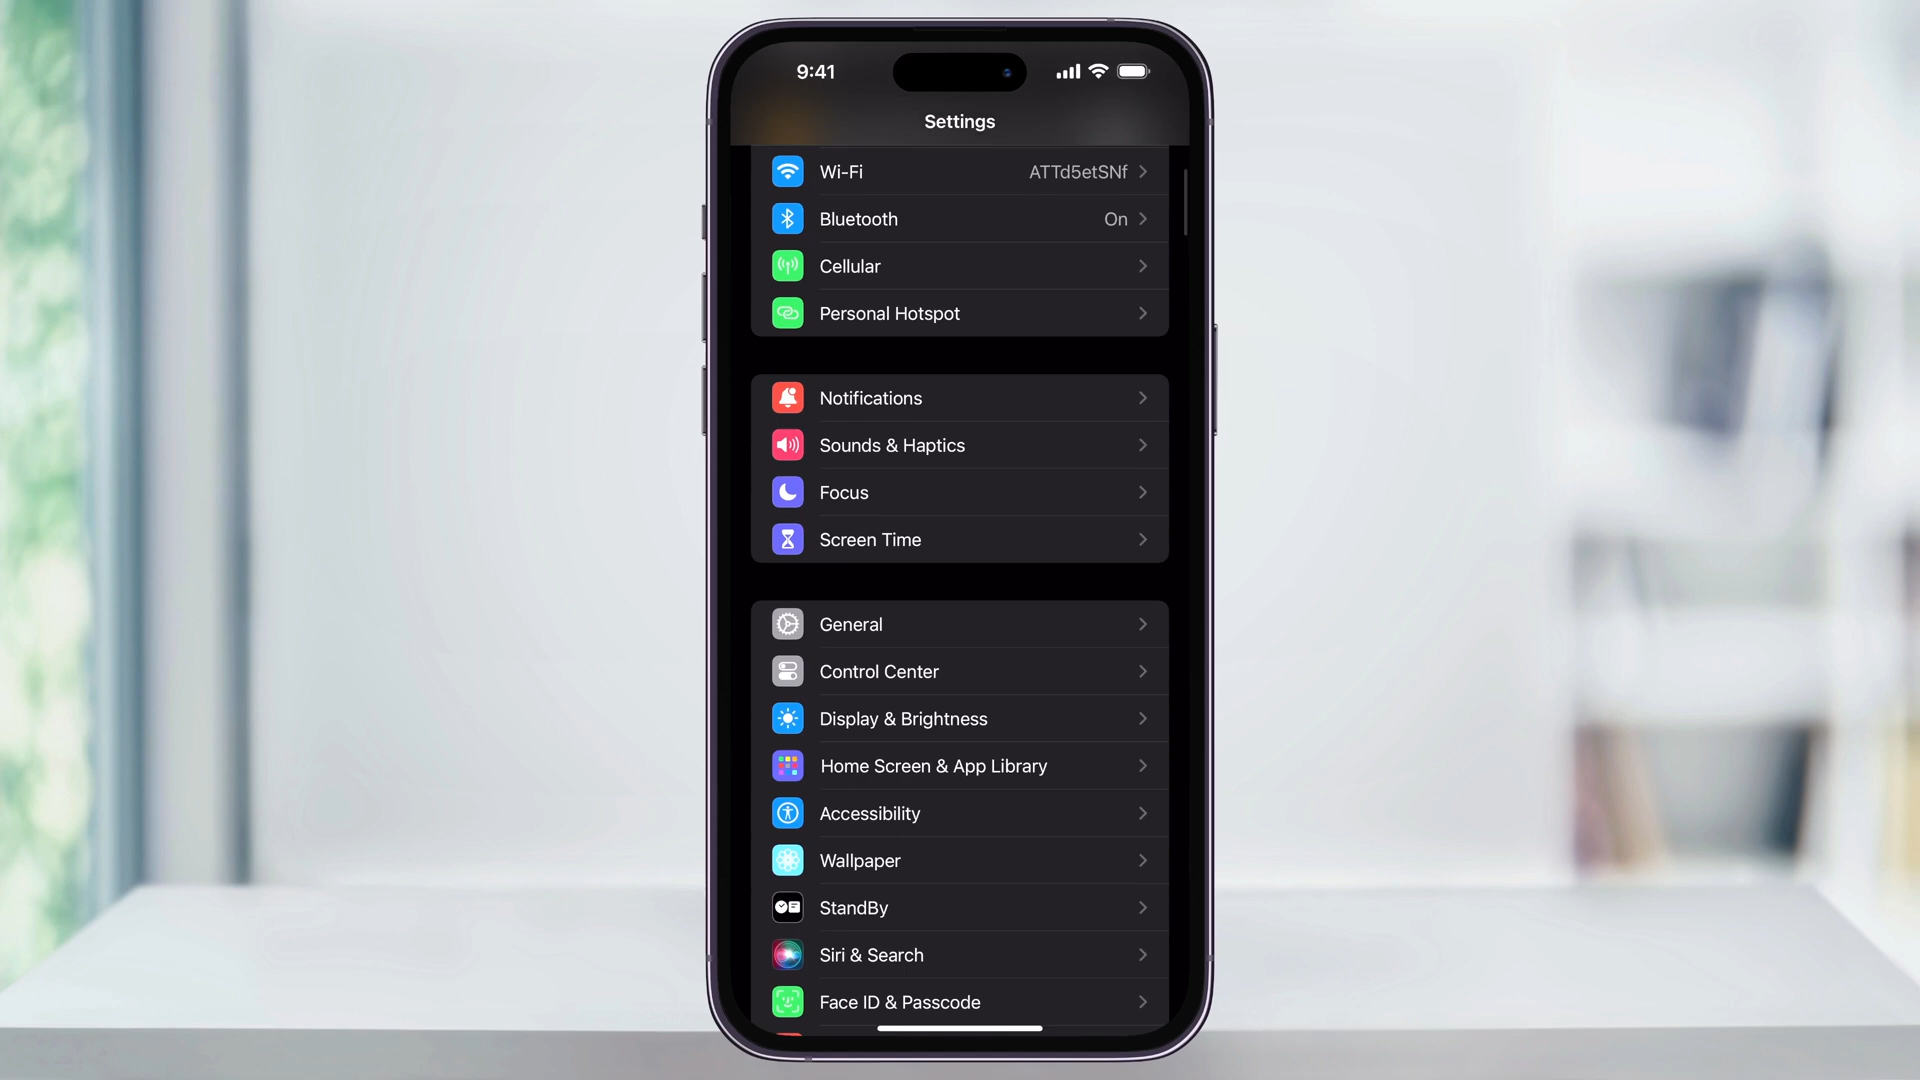 9:41
Settings
Wi-Fi ATTd5etSNf
Bluetooth On
Cellular
Personal Hotspot
Notifications
Sounds & Haptics
Focus
Screen Time
General
Control Center
Display & Brightness
Home Screen & App Library
Accessibility
Wallpaper
StandBy
Siri & Search
Face ID & Passcode